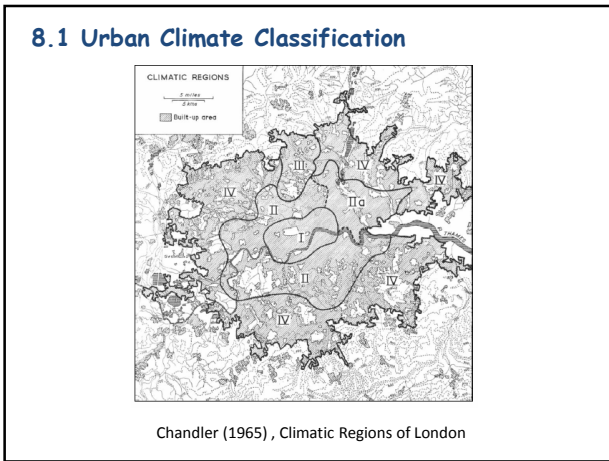 8.1 Urban Climate Classification
CLIMATIC REGIONS
5 miles
5 kms
Built-up area
III
IV
IV
IV
II
IIa
I
THAMES
II
IV
IV
Chandler (1965) , Climatic Regions of London